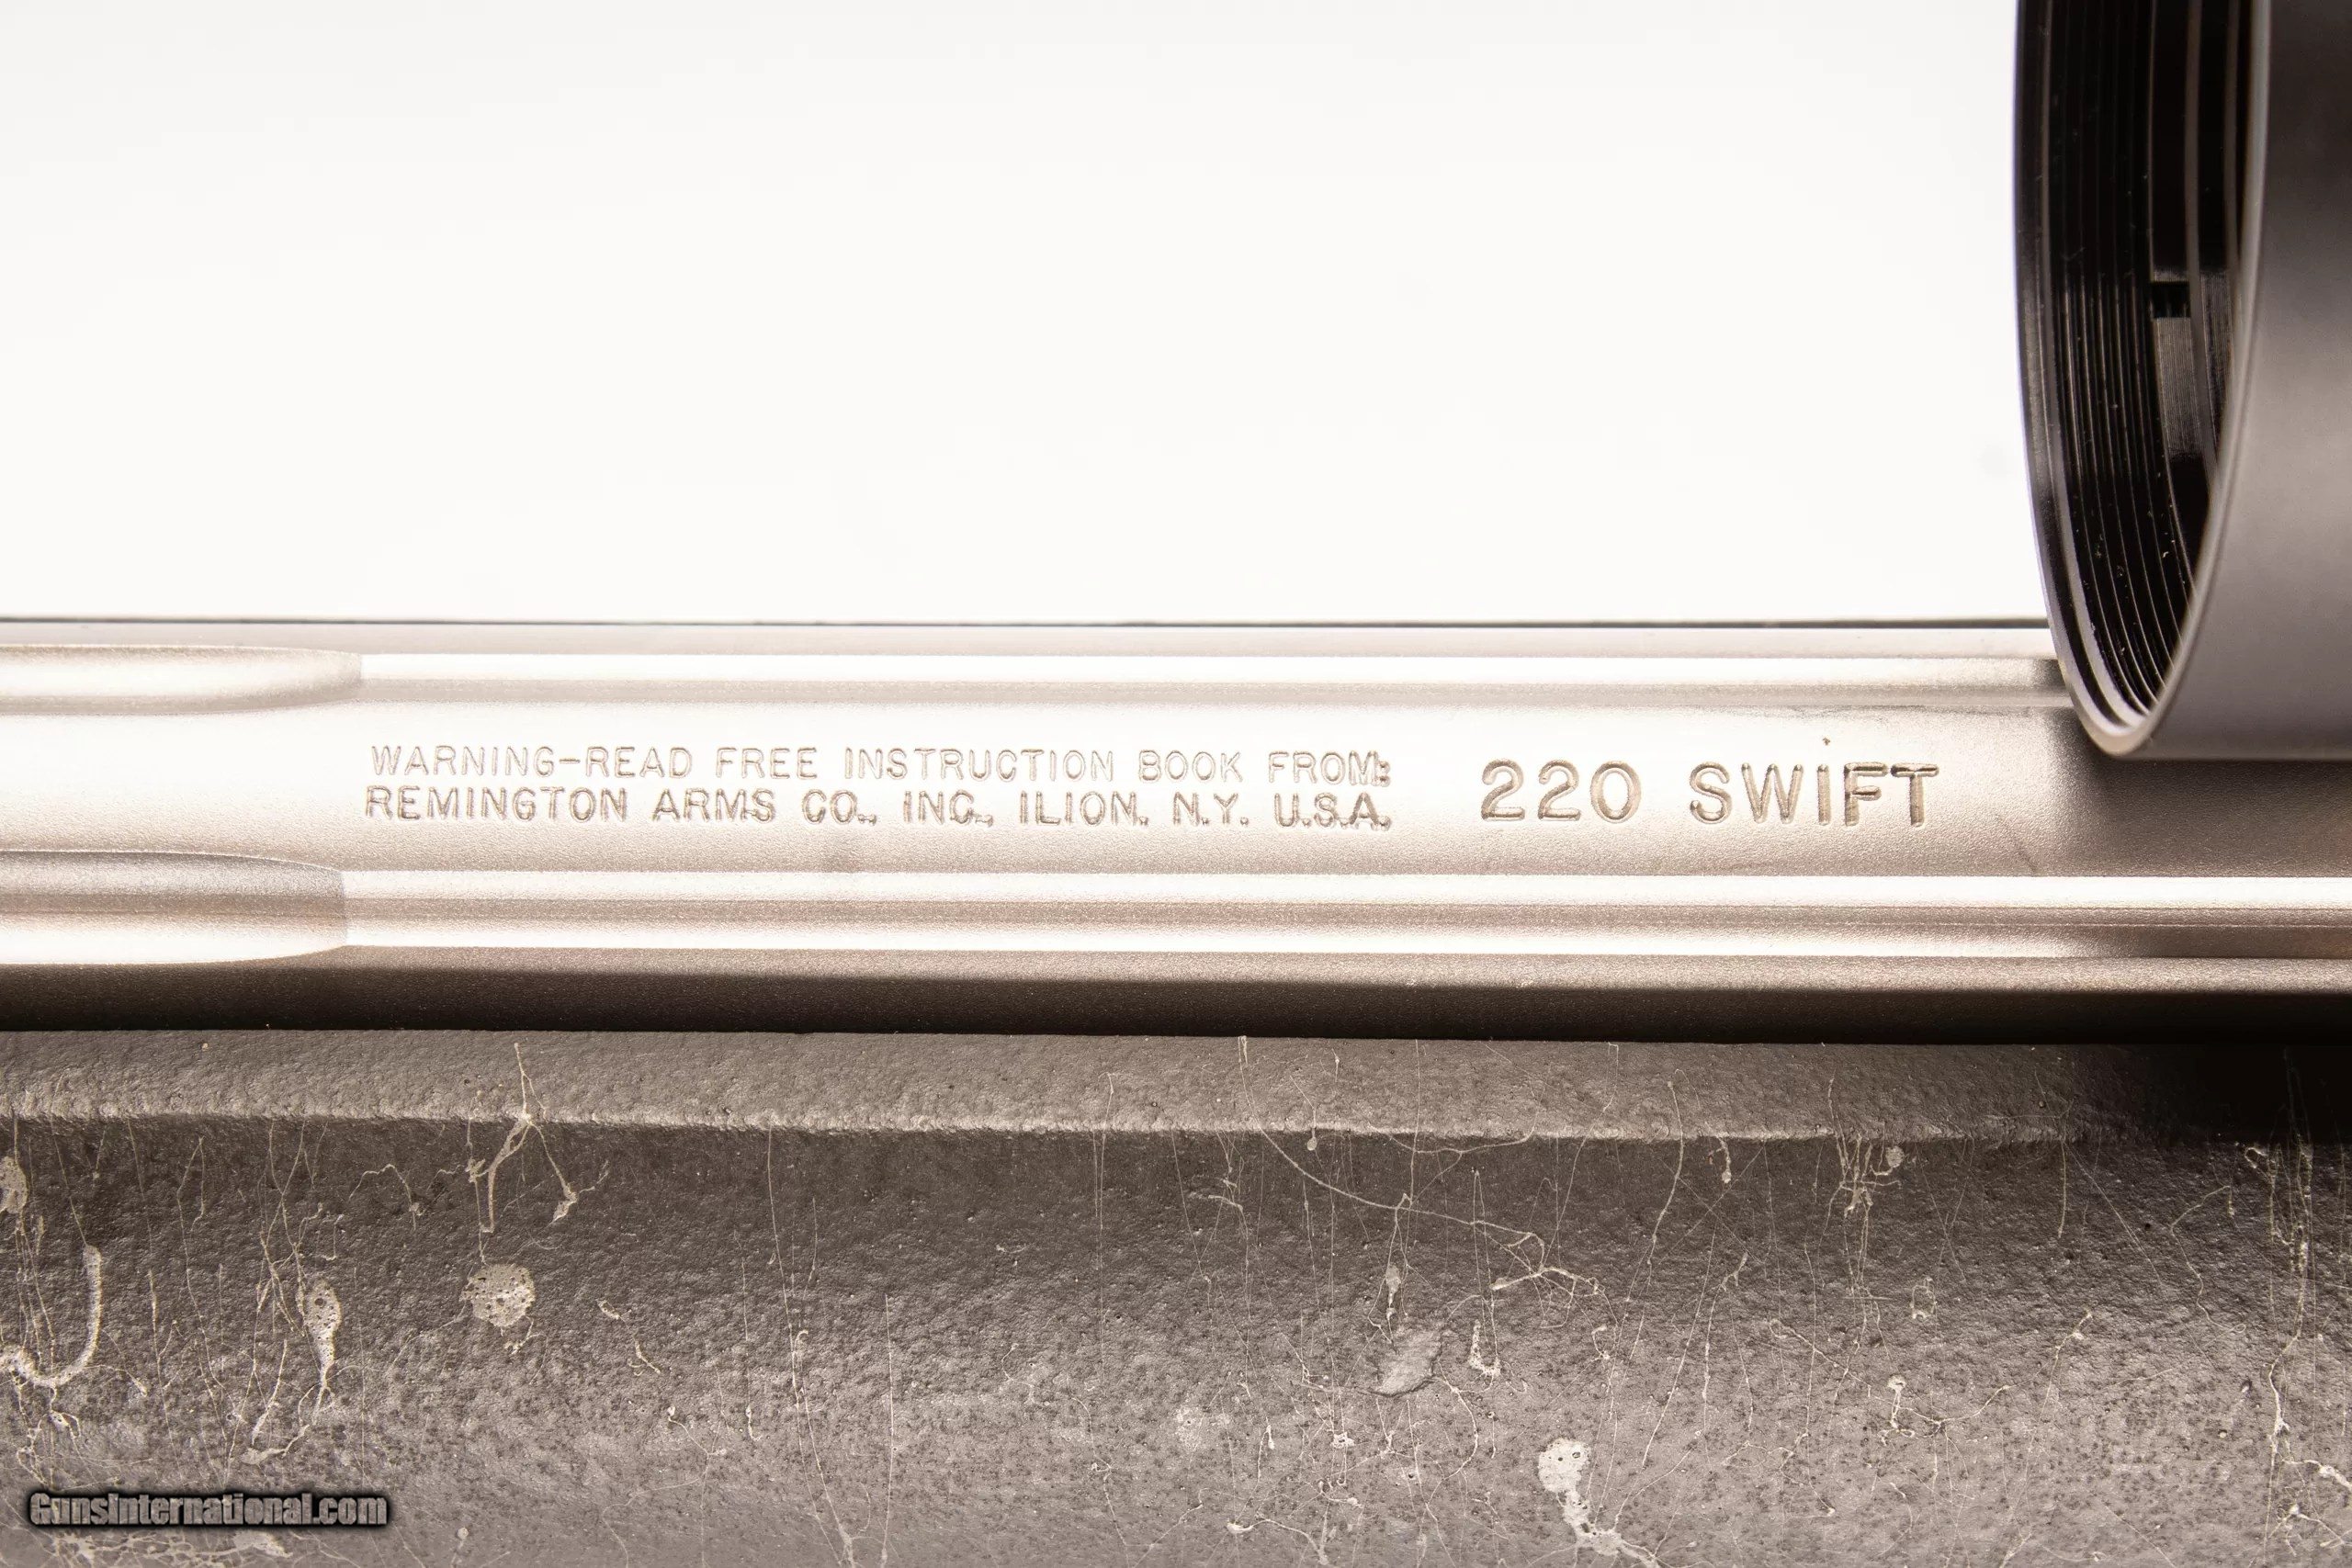 WARNING-READ FREE INSTRUCTION BOOK FROM:
REMINGTON ARMS CO., INC., ILION, N.Y. U.S.A.
220 SWIFT
GunsInternational.com